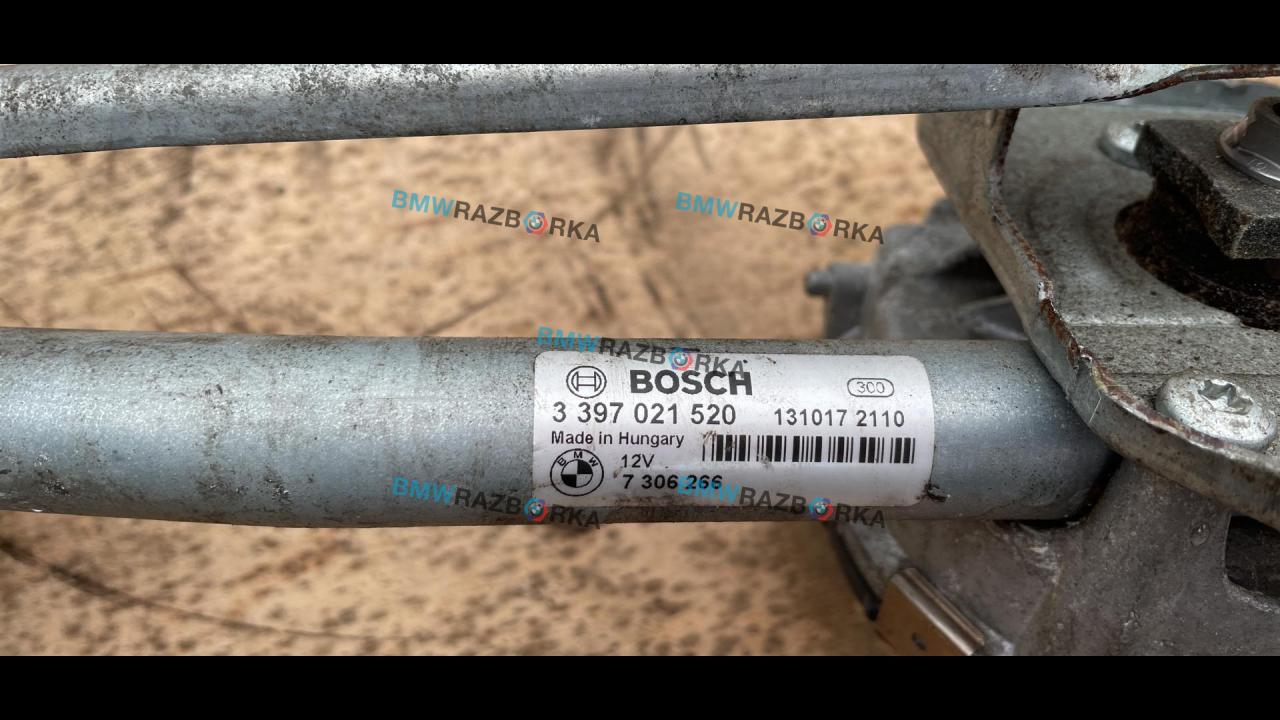 BMWRAZBORKA BMWRAZBORKA
BMWRAZBORKA
BOSCH 300
3 397 021 520 131017 2110
Made in Hungary
BMW 12V
7 306 266
BMWRAZBORKA BMWRAZBORKA